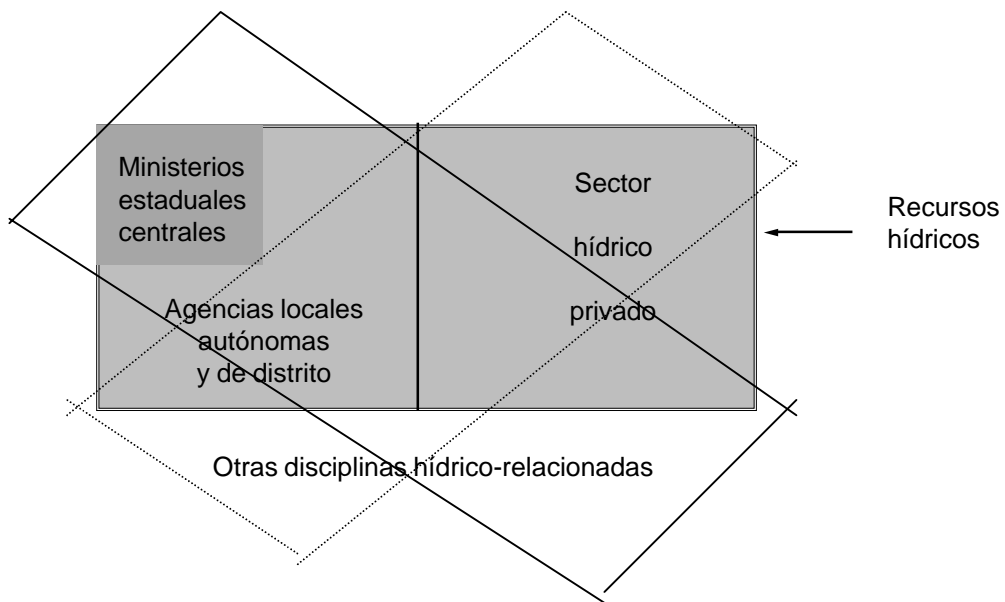 Ministerios
estaduales
centrales
Agencias locales
autónomas
y de distrito
Sector
hídrico
privado
Recursos
hídricos
Otras disciplinas hídrico-relacionadas